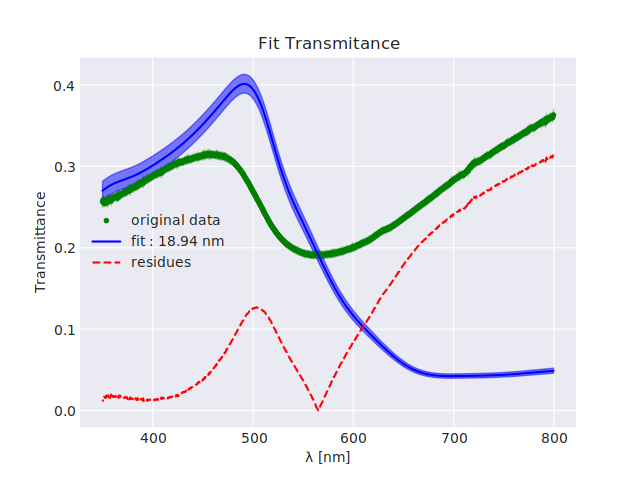 Fit Transmitance
Transmittance
0.4
0.3
0.2
0.1
0.0
original data
fit : 18.94 nm
residues
400 500 600 700 800
λ [nm]